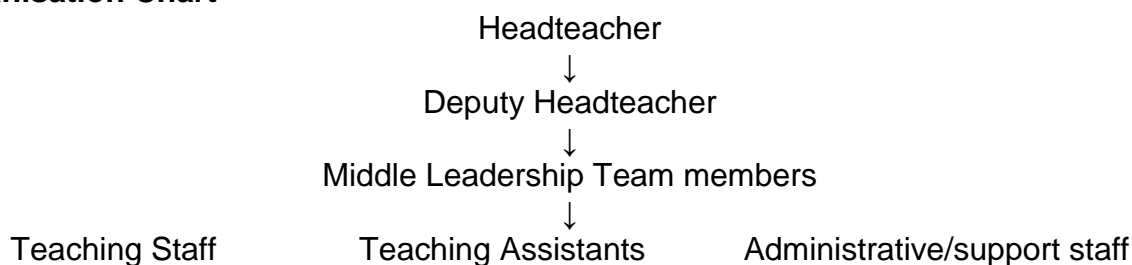 Headteacher
↓
Deputy Headteacher
↓
Middle Leadership Team members
↓
Teaching Staff Teaching Assistants Administrative/support staff